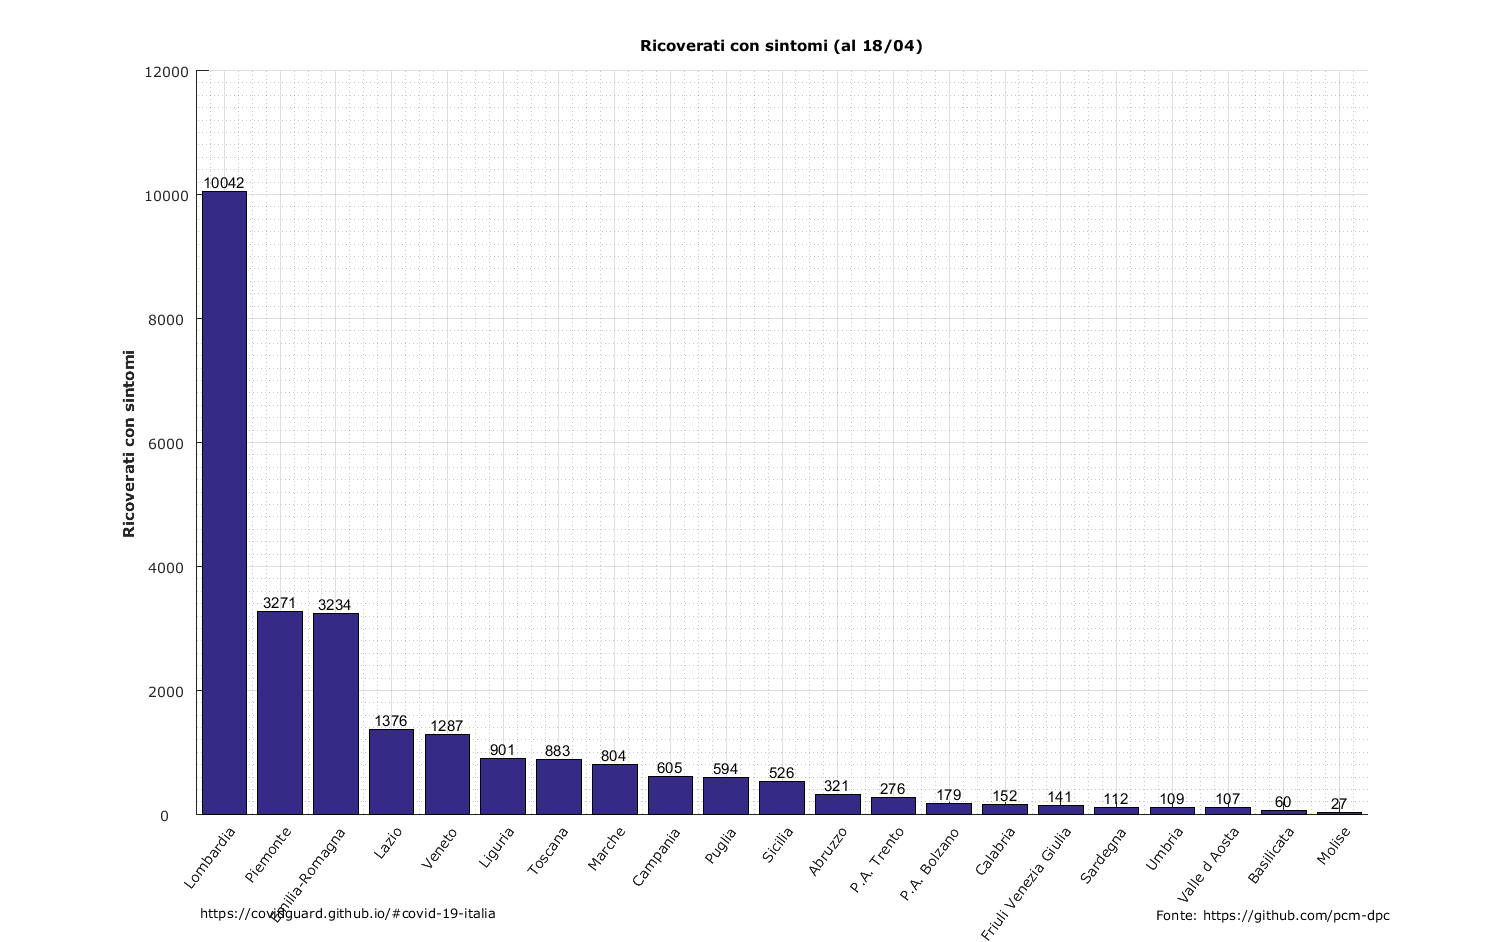 Ricoverati con sintomi (al 18/04)
12000
10000
8000
6000
4000
2000
0
Ricoverati con sintomi
10042
3271
3234
1376
1287
901
883
804
605
594
526
321
276
179
152
141
112
109
107
60
27
Lombardia
Piemonte
Emilia-Romagna
Lazio
Veneto
Liguria
Toscana
Marche
Campania
Puglia
Sicilia
Abruzzo
P.A. Trento
P.A. Bolzano
Calabria
Friuli Venezia Giulia
Sardegna
Umbria
Valle d Aosta
Basilicata
Molise
https://covidguard.github.io/#covid-19-italia
Fonte: https://github.com/pcm-dpc